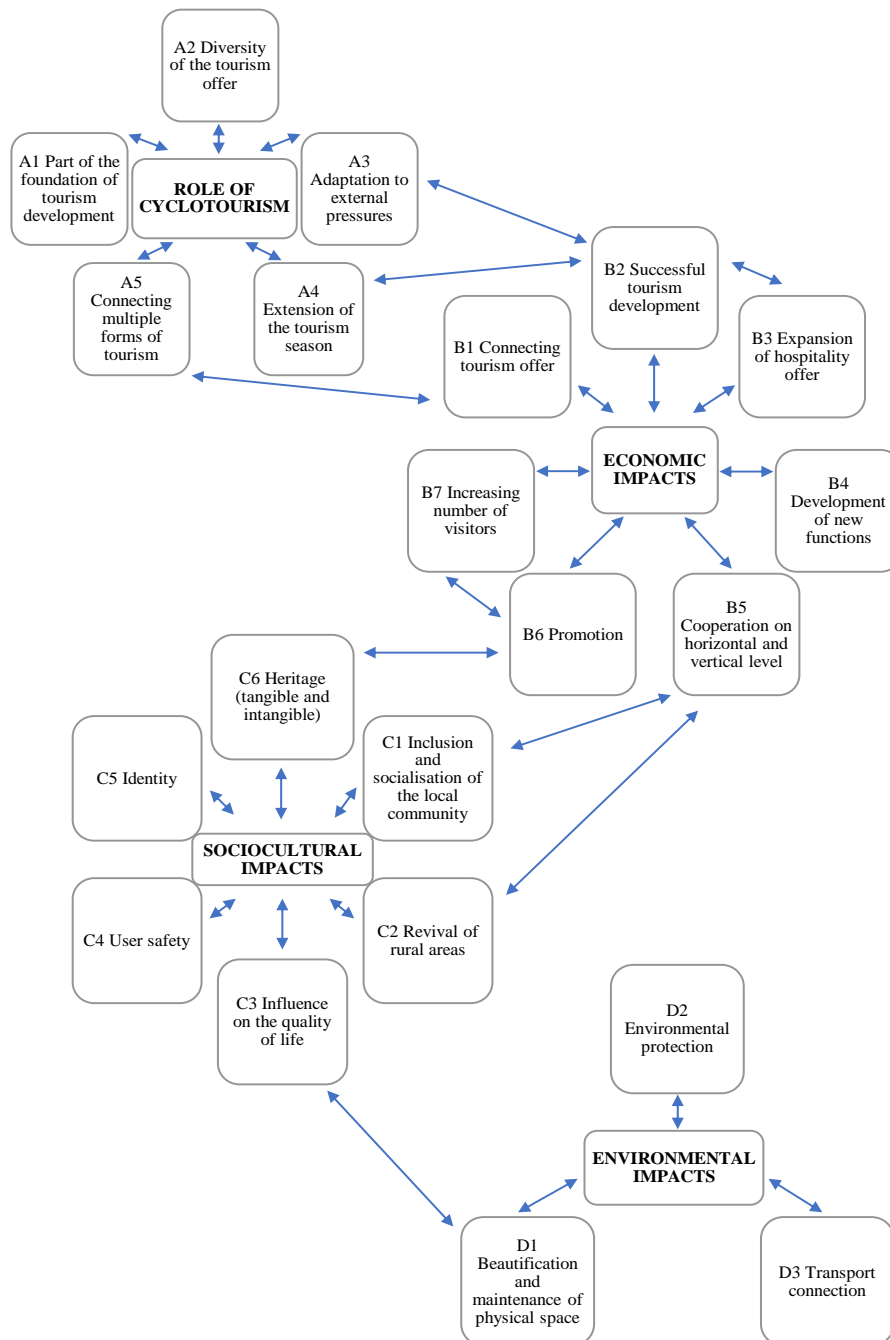 A2 Diversity
of the tourism
offer
A1 Part of the
foundation of
tourism
development
ROLE OF
CYCLOTOURISM
A3
Adaptation to
external
pressures
A5
Connecting
multiple
forms of
tourism
A4
Extension of
the tourism
season
B2 Successful
tourism
development
B1 Connecting
tourism offer
B3 Expansion
of hospitality
offer
ECONOMIC
IMPACTS
B7 Increasing
number of
visitors
B4
Development
of new
functions
B6 Promotion
B5
Cooperation on
horizontal and
vertical level
C6 Heritage
(tangible and
intangible)
C5 Identity
C1 Inclusion
and
socialisation of
the local
community
SOCIOCULTURAL
IMPACTS
C4 User safety
C2 Revival of
rural areas
C3 Influence
on the quality
of life
D2
Environmental
protection
ENVIRONMENTAL
IMPACTS
D1
Beautification
and
maintenance of
physical space
D3 Transport
connection